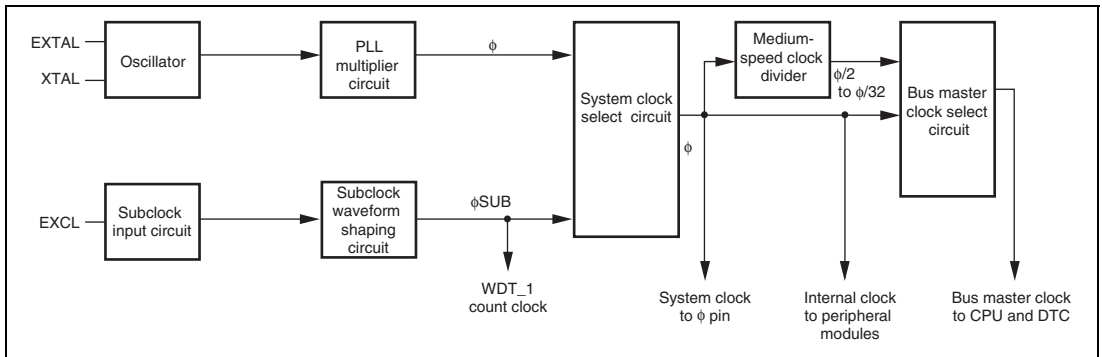 EXTAL
XTAL
Oscillator
PLL
multiplier
circuit
ϕ
System clock
select circuit
ϕ
Medium-
speed clock
divider
ϕ/2
to ϕ/32
Bus master
clock select
circuit
EXCL
Subclock
input circuit
Subclock
waveform
shaping
circuit
ϕSUB
WDT_1
count clock
System clock
to ϕ pin
Internal clock
to peripheral
modules
Bus master clock
to CPU and DTC